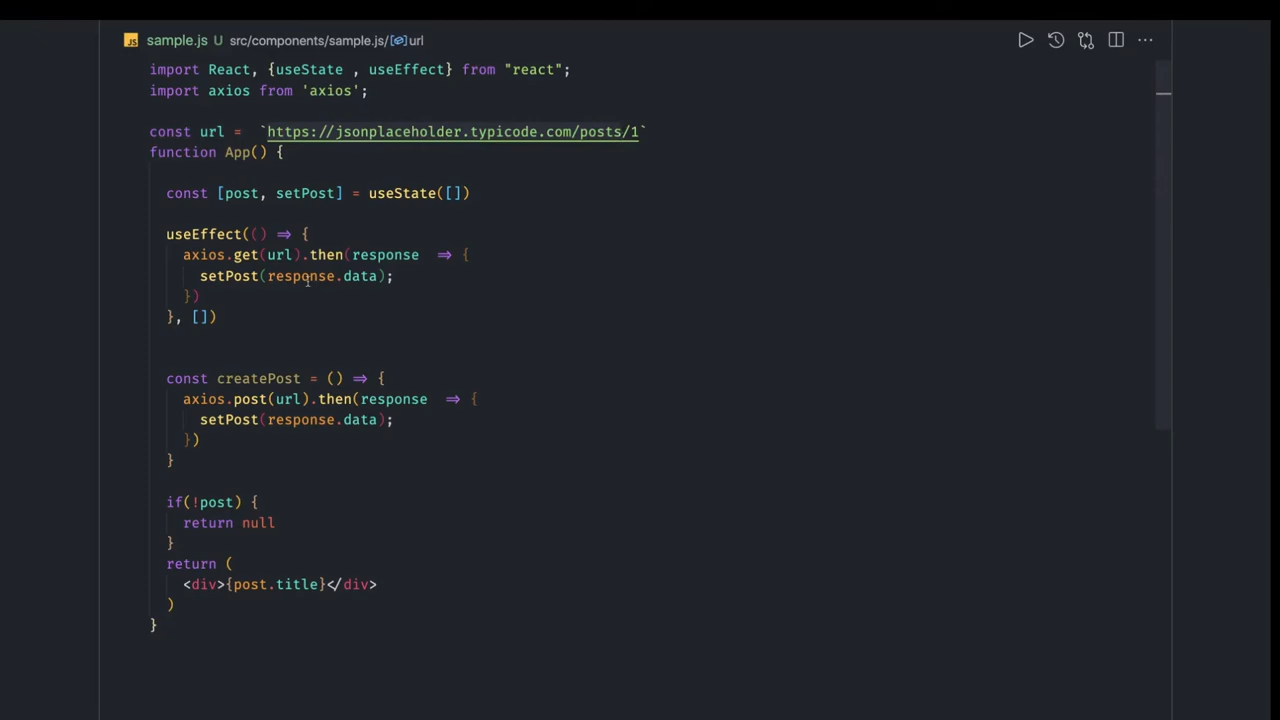 JS sample.js U src/components/sample.js/url
import React, {useState , useEffect} from "react";
import axios from 'axios';
const url = `https://jsonplaceholder.typicode.com/posts/1`
function App() {
const [post, setPost] = useState([])
useEffect(() => {
axios.get(url).then(response => {
setPost(response.data);
})
}, [])
const createPost = () => {
axios.post(url).then(response => {
setPost(response.data);
})
}
if(!post) {
return null
}
return (
<div>{post.title}</div>
)
}